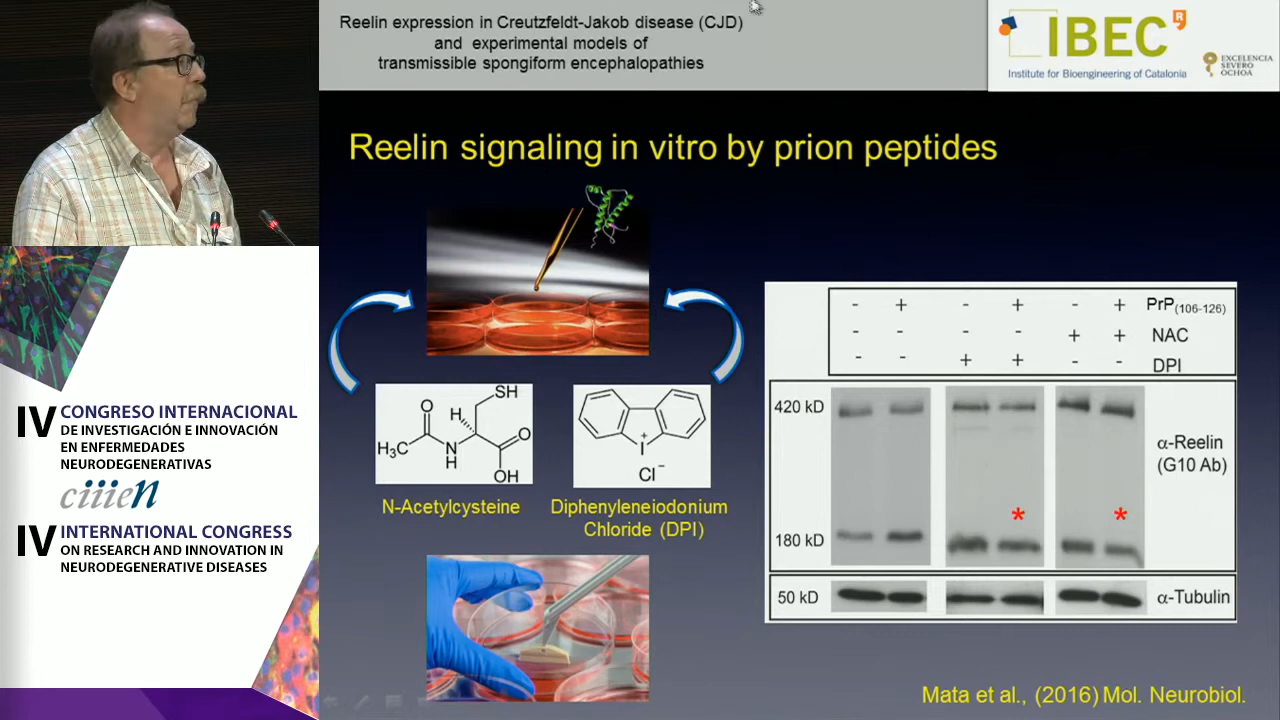 Reelin expression in Creutzfeldt-Jakob disease (CJD)
and experimental models of
transmissible spongiform encephalopathies
IBEC R
Institute for Bioengineering of Catalonia
EXCELENCIA
SEVERO
OCHOA
Reelin signaling in vitro by prion peptides
SH
O
H
H₃C
N
H
O
OH
I
+
Cl⁻
N-Acetylcysteine
Diphenyleneiodonium
Chloride (DPI)
- + - + - + PrP(106-126)
- - - - + + NAC
- - + + - - DPI
420 kD
α-Reelin
(G10 Ab)
* *
180 kD
50 kD
α-Tubulin
Mata et al., (2016) Mol. Neurobiol.
IV CONGRESO INTERNACIONAL
DE INVESTIGACIÓN E INNOVACIÓN
EN ENFERMEDADES
NEURODEGENERATIVAS
ciiien
IV INTERNATIONAL CONGRESS
ON RESEARCH AND INNOVATION IN
NEURODEGENERATIVE DISEASES